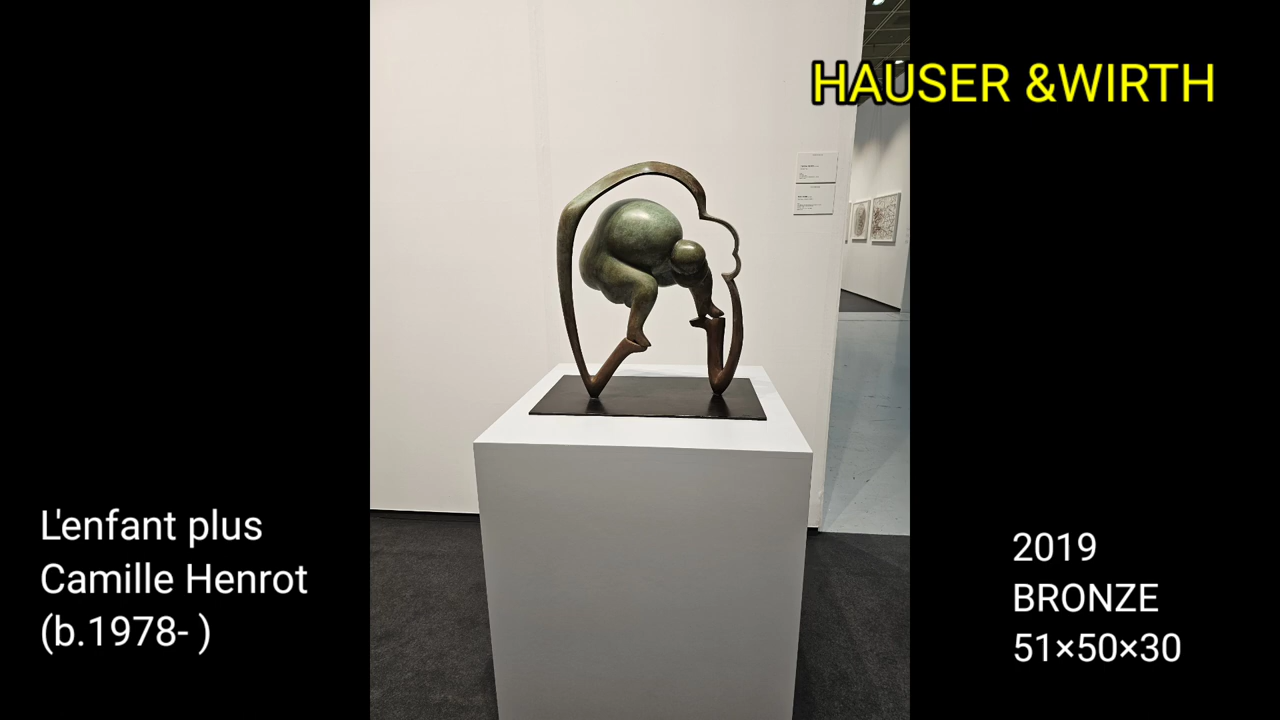 HAUSER &WIRTH
L'enfant plus
Camille Henrot
(b.1978- )
2019
BRONZE
51×50×30